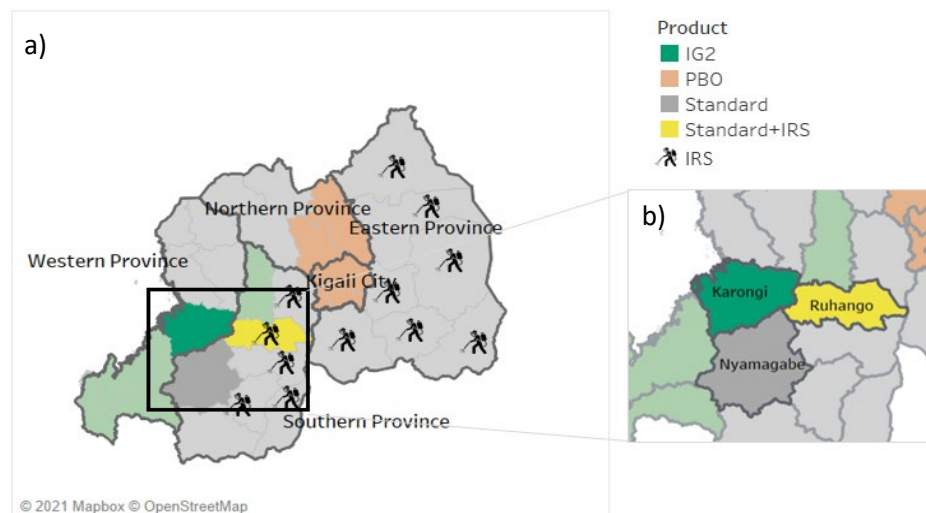 a)
Northern Province
Eastern Province
Western Province
Kigali City
Southern Province
© 2021 Mapbox © OpenStreetMap
Product
IG2
PBO
Standard
Standard+IRS
IRS
b)
Karongi
Ruhango
Nyamagabe